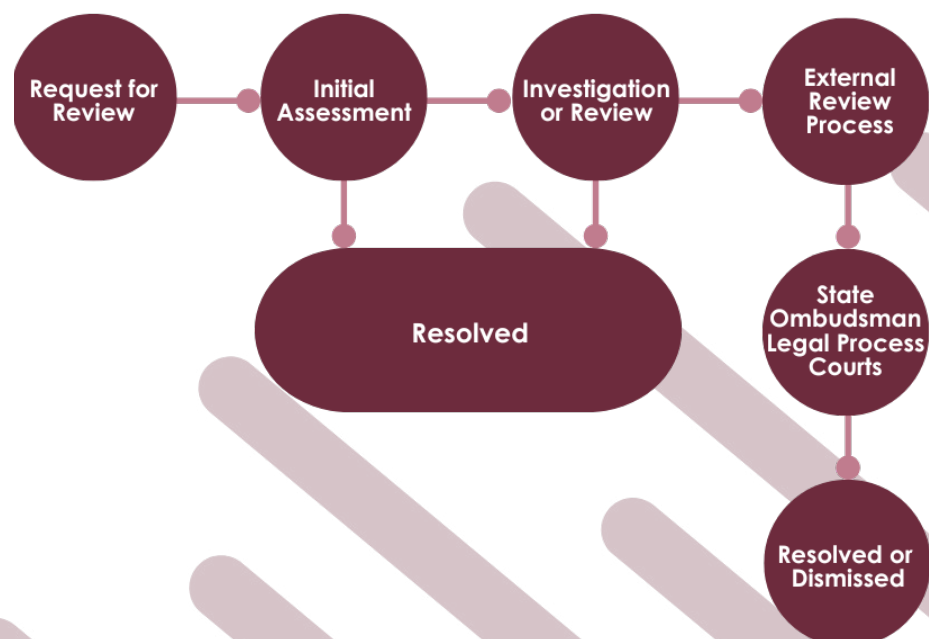 Request for
Review
Initial
Assessment
Investigation
or Review
External
Review
Process
Resolved
State
Ombudsman
Legal Process
Courts
Resolved or
Dismissed